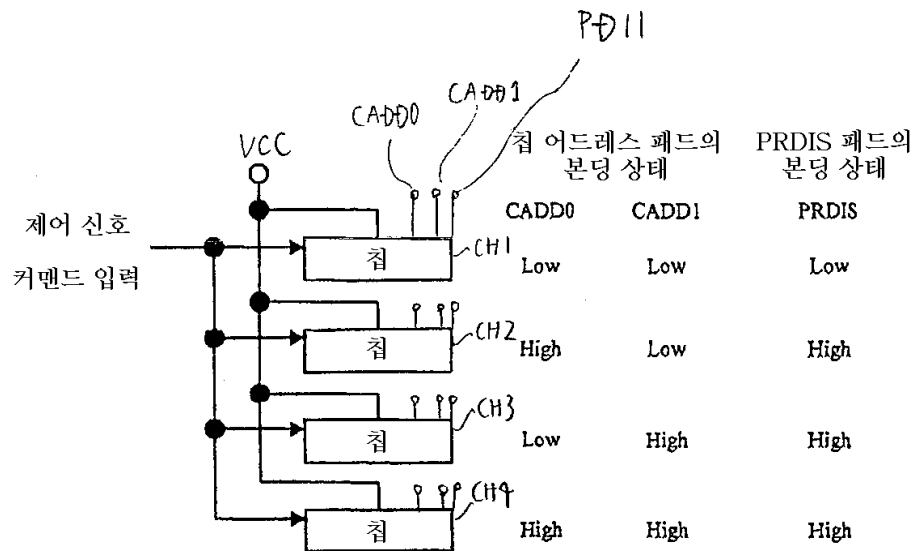 PD11
CADD1
CADD0
VCC
칩 어드레스 패드의 본딩 상태
PRDIS 패드의 본딩 상태
CADD0 CADD1 PRDIS
제어 신호
커맨드 입력
칩 CH1 Low Low Low
칩 CH2 High Low High
칩 CH3 Low High High
칩 CH4 High High High